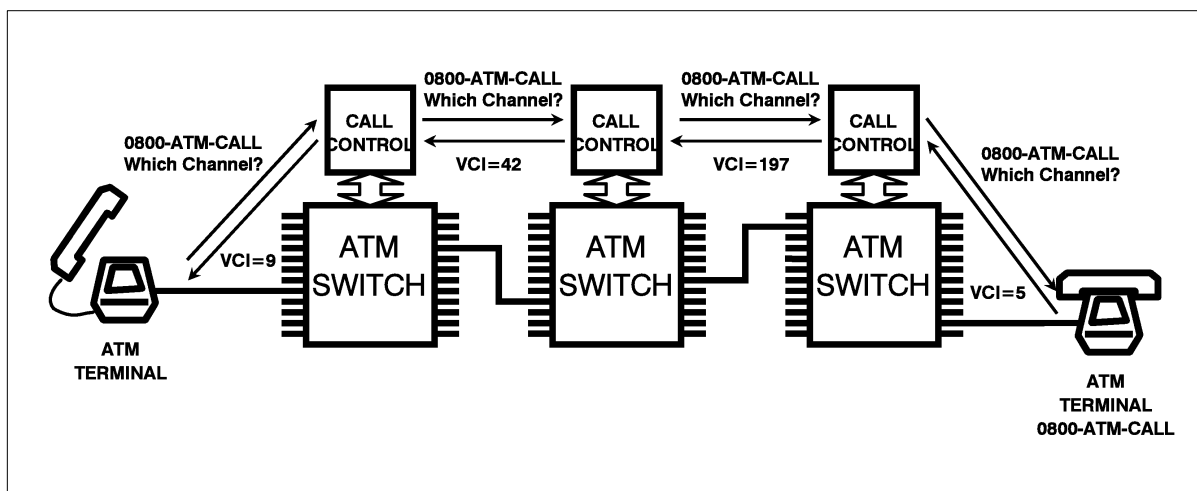 0800-ATM-CALL
Which Channel?
0800-ATM-CALL
Which Channel?
CALL
CONTROL
CALL
CONTROL
CALL
CONTROL
0800-ATM-CALL
Which Channel?
0800-ATM-CALL
Which Channel?
VCI=42
VCI=197
VCI=9
ATM
SWITCH
ATM
SWITCH
ATM
SWITCH
VCI=5
ATM
TERMINAL
ATM
TERMINAL
0800-ATM-CALL